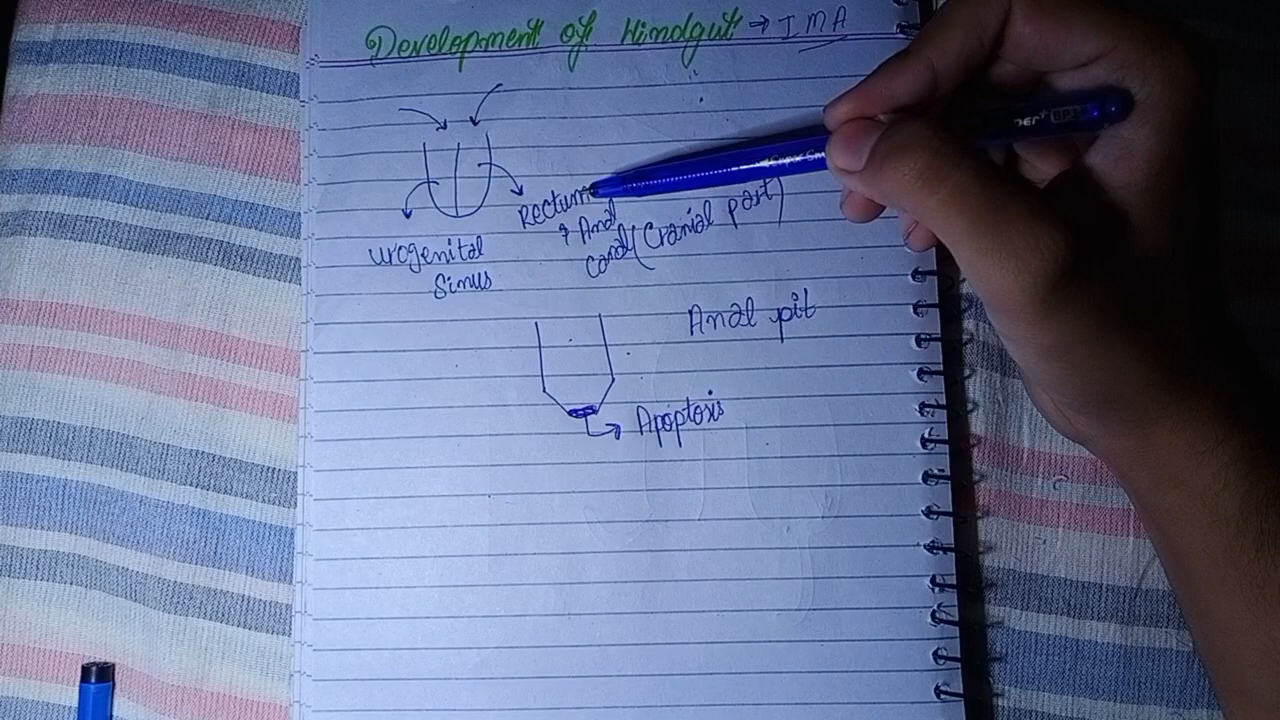 Development of Hindgut → IMA
Rectum
& Anal
canal (Cranial part)
urogenital
Sinus
Anal pit
Apoptosis